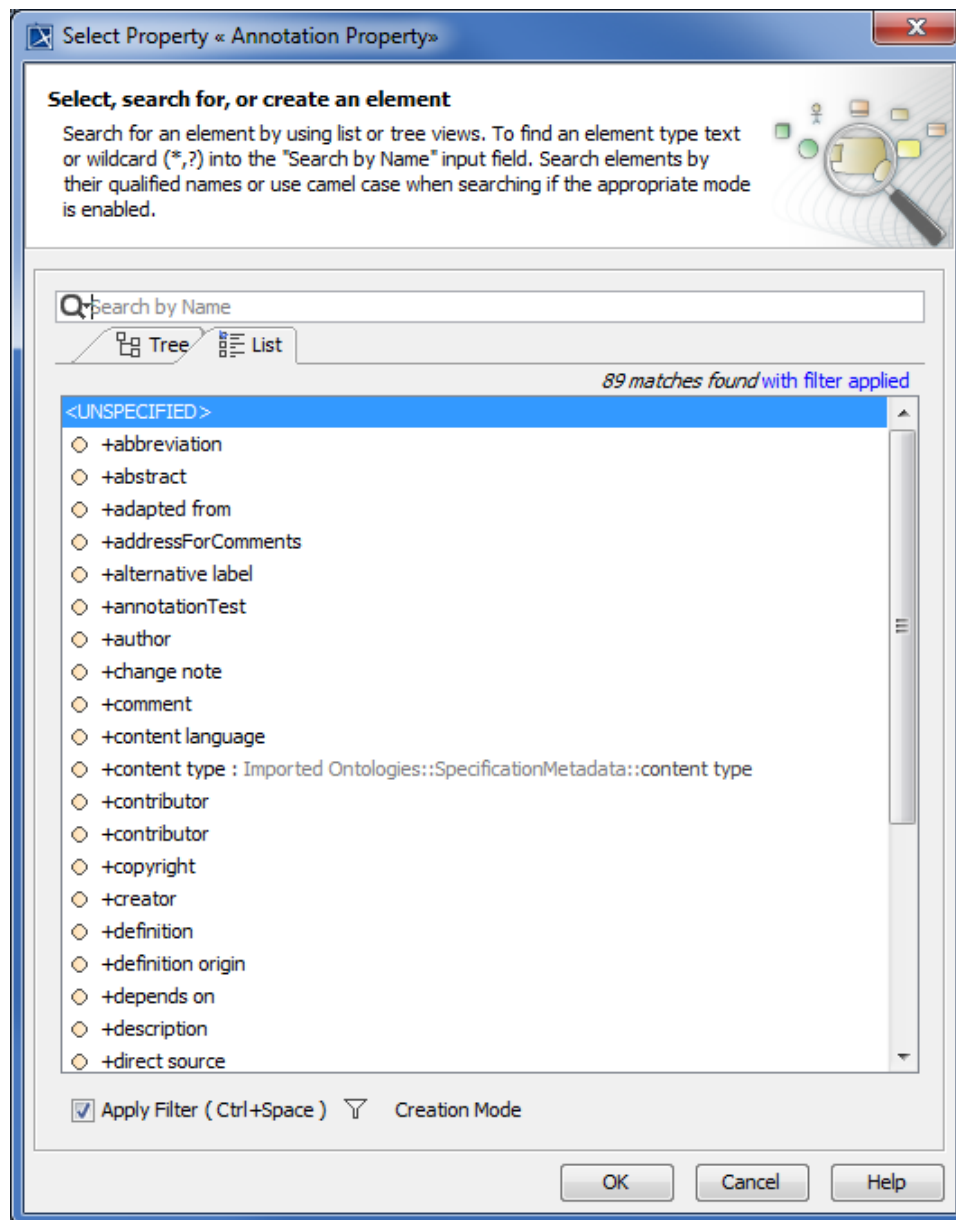 Select Property « Annotation Property»
Select, search for, or create an element
Search for an element by using list or tree views. To find an element type text
or wildcard (*,?) into the "Search by Name" input field. Search elements by
their qualified names or use camel case when searching if the appropriate mode
is enabled.
Search by Name
Tree List
89 matches found with filter applied
<UNSPECIFIED>
+abbreviation
+abstract
+adapted from
+addressForComments
+alternative label
+annotationTest
+author
+change note
+comment
+content language
+content type : Imported Ontologies::SpecificationMetadata::content type
+contributor
+contributor
+copyright
+creator
+definition
+definition origin
+depends on
+description
+direct source
Apply Filter ( Ctrl+Space ) Creation Mode
OK Cancel Help